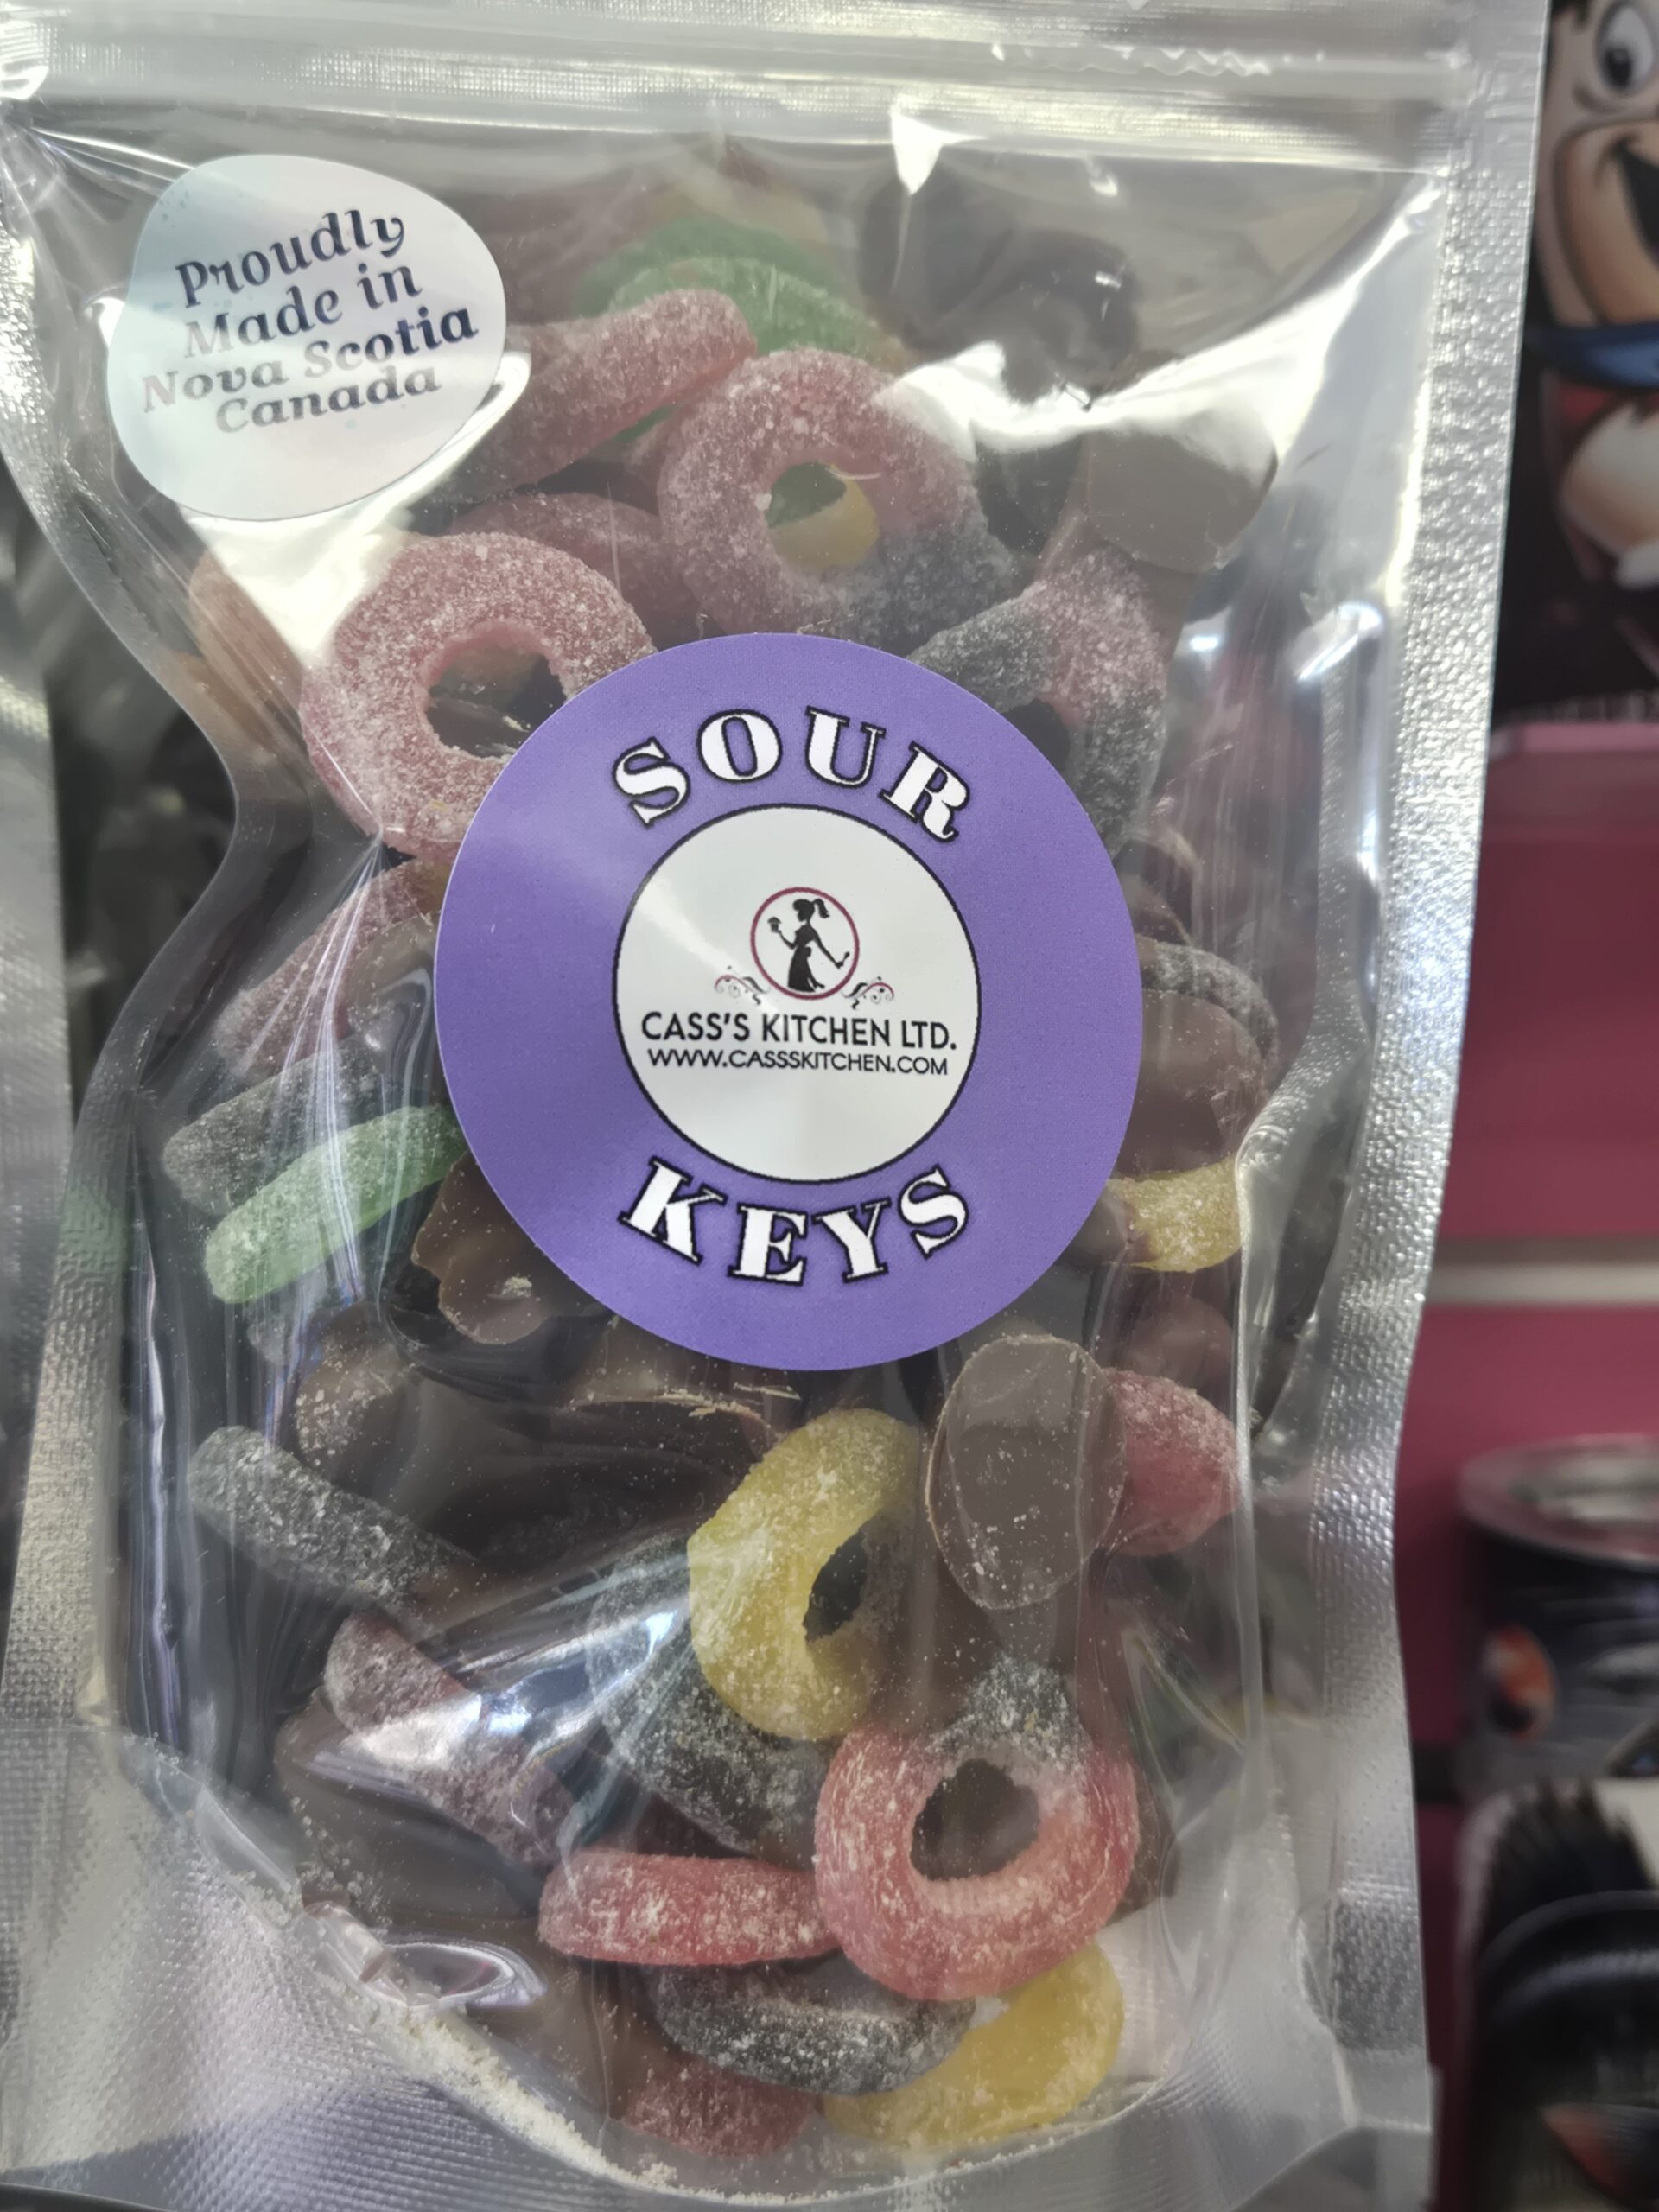 Proudly
Made in
Nova Scotia
Canada
SOUR
CASS'S KITCHEN LTD.
WWW.CASSSKITCHEN.COM
KEYS